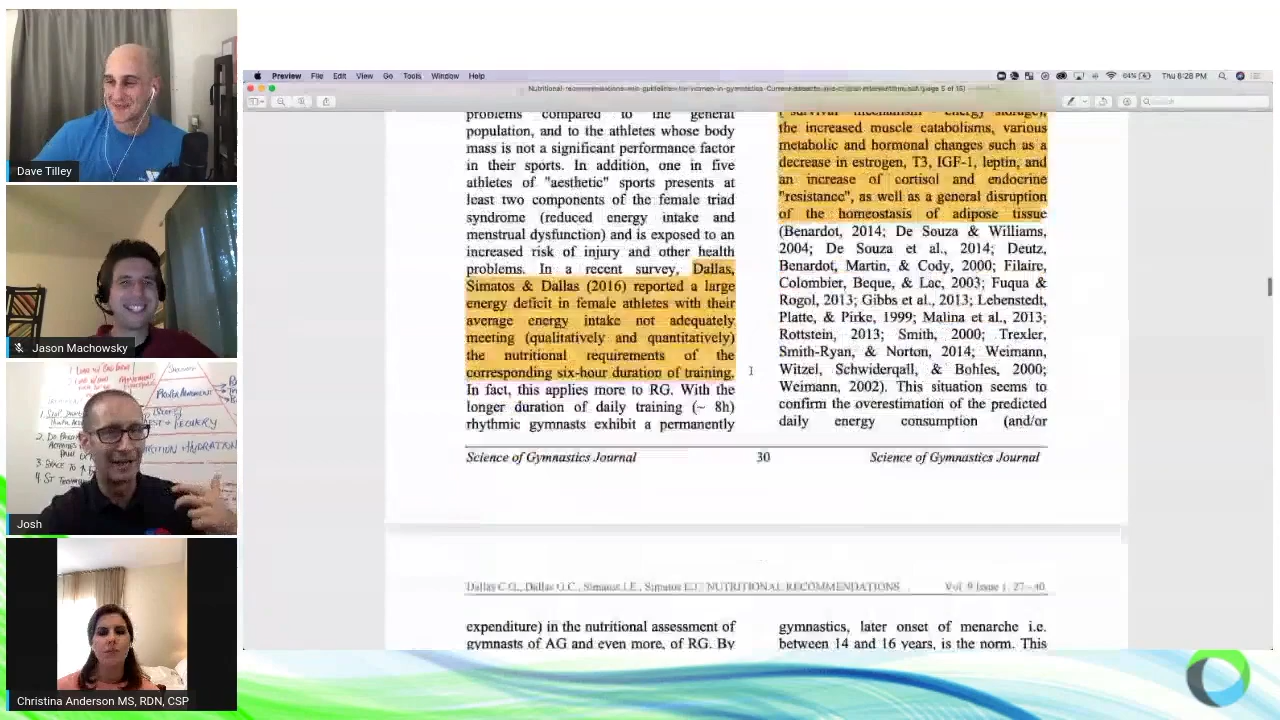 Dave Tilley
Jason Machowsky
Josh
Christina Anderson MS, RDN, CSP
Preview File Edit View Go Tools Window Help
Thu 8:28 PM
problems compared to the general
population, and to the athletes whose body
mass is not a significant performance factor
in their sports. In addition, one in five
athletes of "aesthetic" sports presents at
least two components of the female triad
syndrome (reduced energy intake and
menstrual dysfunction) and is exposed to an
increased risk of injury and other health
problems. In a recent survey, Dallas,
Simatos & Dallas (2016) reported a large
energy deficit in female athletes with their
average energy intake not adequately
meeting (qualitatively and quantitatively)
the nutritional requirements of the
corresponding six-hour duration of training.
In fact, this applies more to RG. With the
longer duration of daily training (~ 8h)
rhythmic gymnasts exhibit a permanently
(survival mechanism - energy storage),
the increased muscle catabolisms, various
metabolic and hormonal changes such as a
decrease in estrogen, T3, IGF-1, leptin, and
an increase of cortisol and endocrine
"resistance", as well as a general disruption
of the homeostasis of adipose tissue
(Benardot, 2014; De Souza & Williams,
2004; De Souza et al., 2014; Deutz,
Benardot, Martin, & Cody, 2000; Filaire,
Colombier, Beque, & Lac, 2003; Fuqua &
Rogol, 2013; Gibbs et al., 2013; Lebenstedt,
Platte, & Pirke, 1999; Malina et al., 2013;
Rottstein, 2013; Smith, 2000; Trexler,
Smith-Ryan, & Norton, 2014; Weimann,
Witzel, Schwiderqall, & Bohles, 2000;
Weimann, 2002). This situation seems to
confirm the overestimation of the predicted
daily energy consumption (and/or
Science of Gymnastics Journal 30 Science of Gymnastics Journal
NUTRITIONAL RECOMMENDATIONS
expenditure) in the nutritional assessment of
gymnasts of AG and even more, of RG. By
gymnastics, later onset of menarche i.e.
between 14 and 16 years, is the norm. This